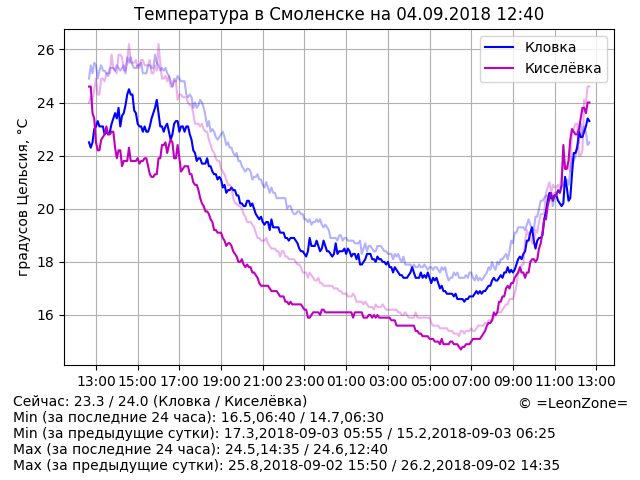 Температура в Смоленске на 04.09.2018 12:40
Кловка
Киселёвка
градусов Цельсия, °C
26
24
22
20
18
16
13:00 15:00 17:00 19:00 21:00 23:00 01:00 03:00 05:00 07:00 09:00 11:00 13:00
Сейчас: 23.3 / 24.0 (Кловка / Киселёвка)
© =LeonZone=
Min (за последние 24 часа): 16.5,06:40 / 14.7,06:30
Min (за предыдущие сутки): 17.3,2018-09-03 05:55 / 15.2,2018-09-03 06:25
Max (за последние 24 часа): 24.5,14:35 / 24.6,12:40
Max (за предыдущие сутки): 25.8,2018-09-02 15:50 / 26.2,2018-09-02 14:35